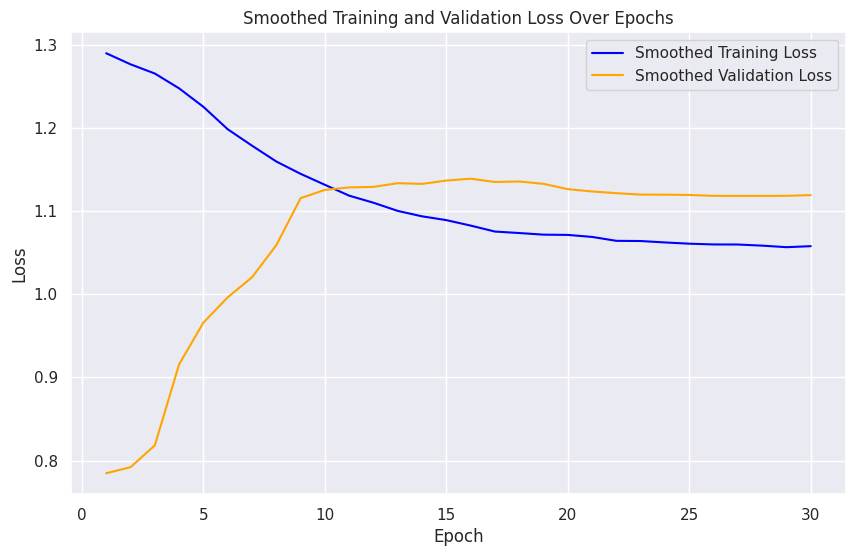 Smoothed Training and Validation Loss Over Epochs
Smoothed Training Loss
Smoothed Validation Loss
Loss
1.3
1.2
1.1
1.0
0.9
0.8
0 5 10 15 20 25 30
Epoch